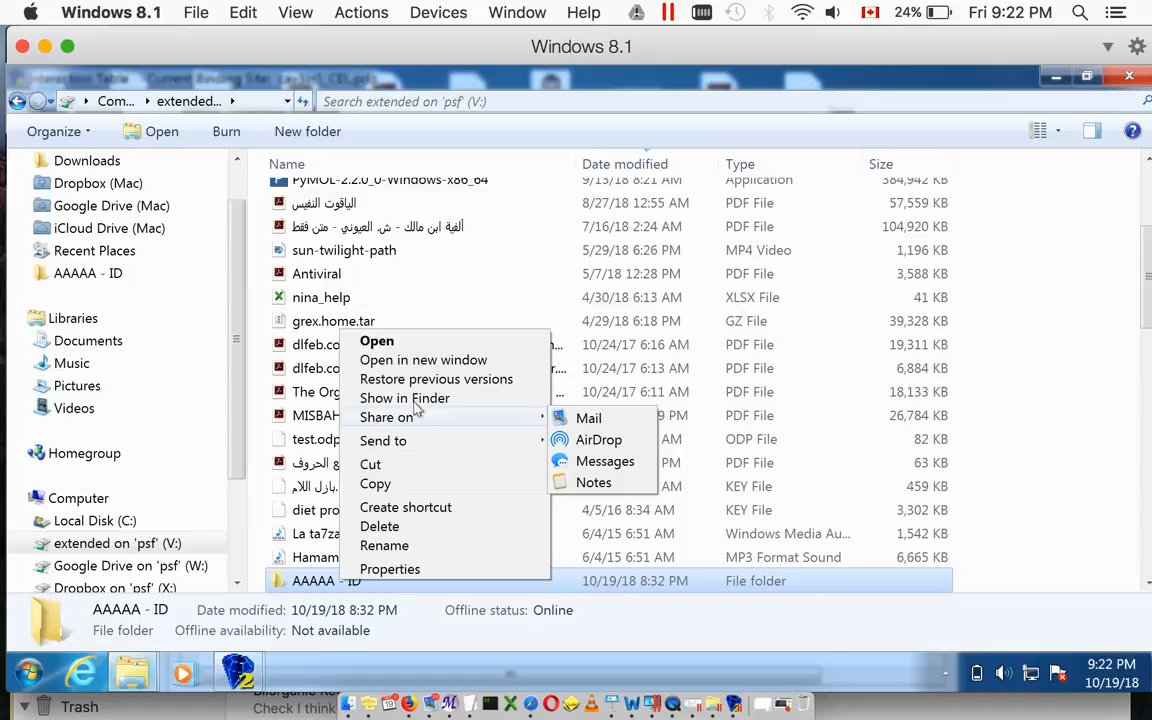 Windows 8.1 File Edit View Actions Devices Window Help 24% Fri 9:22 PM
Windows 8.1
Interaction Table Current Binding Site:
Com... extended... Search extended on 'psf' (V:)
Organize Open Burn New folder
Downloads
Dropbox (Mac)
Google Drive (Mac)
iCloud Drive (Mac)
Recent Places
AAAAA - ID
Libraries
Documents
Music
Pictures
Videos
Homegroup
Computer
Local Disk (C:)
extended on 'psf' (V:)
Google Drive on 'psf' (W:)
Dropbox on 'psf' (X:)
Name Date modified Type Size
PyMOL-2.2.0_0-Windows-x86_64 9/13/18 8:21 AM Application 384,942 KB
الياقوت النفيس 8/27/18 12:55 AM PDF File 57,559 KB
ألفية ابن مالك - ش. العيوني - متن فقط 7/16/18 2:24 AM PDF File 104,920 KB
sun-twilight-path 5/29/18 6:26 PM MP4 Video 1,196 KB
Antiviral 5/7/18 12:28 PM PDF File 3,588 KB
nina_help 4/30/18 6:13 AM XLSX File 41 KB
grex.home.tar 4/29/18 6:18 PM GZ File 39,328 KB
dlfeb.co ... 10/24/17 6:11 AM PDF File 19,311 KB
dlfeb.co ... 10/24/17 6:11 AM PDF File 6,884 KB
The Org 10/24/17 6:11 AM PDF File 18,133 KB
MISBAH AM PDF File 26,784 KB
test.odp AM ODP File 82 KB
ع الحروف PM PDF File 63 KB
بازل اللام. AM KEY File 459 KB
diet pro 4/5/16 8:34 AM KEY File 3,302 KB
La ta7za 6/4/15 6:51 AM Windows Media Au... 1,542 KB
Hamam 6/4/15 6:51 AM MP3 Format Sound 6,665 KB
AAAAA - ID 10/19/18 8:32 PM File folder
Open
Open in new window
Restore previous versions
Show in Finder
Share on
Send to
Cut
Copy
Create shortcut
Delete
Rename
Properties
Mail
AirDrop
Messages
Notes
AAAAA - ID Date modified: 10/19/18 8:32 PM Offline status: Online
File folder Offline availability: Not available
9:22 PM
10/19/18
Trash
Check I think